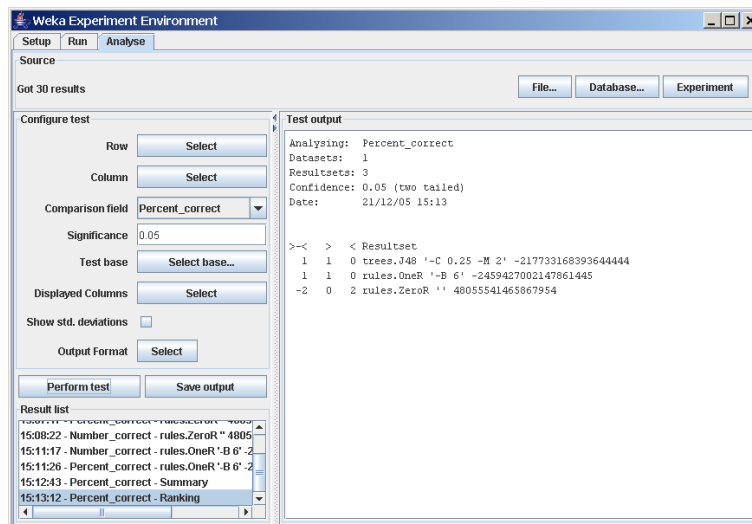 Weka Experiment Environment
Setup Run Analyse
Source
Got 30 results
File... Database... Experiment
Configure test
Row Select
Column Select
Comparison field Percent_correct
Significance 0.05
Test base Select base...
Displayed Columns Select
Show std. deviations
Output Format Select
Perform test Save output
Result list
15:08:22 - Number_correct - rules.ZeroR '' 4805
15:11:17 - Number_correct - rules.OneR '-B 6' -2
15:11:26 - Percent_correct - rules.OneR '-B 6' -2
15:12:43 - Percent_correct - Summary
15:13:12 - Percent_correct - Ranking
Test output
Analysing: Percent_correct
Datasets: 1
Resultsets: 3
Confidence: 0.05 (two tailed)
Date: 21/12/05 15:13
>-< > < Resultset
1 1 0 trees.J48 '-C 0.25 -M 2' -217733168393644444
1 1 0 rules.OneR '-B 6' -2459427002147861445
-2 0 2 rules.ZeroR '' 48055541465867954